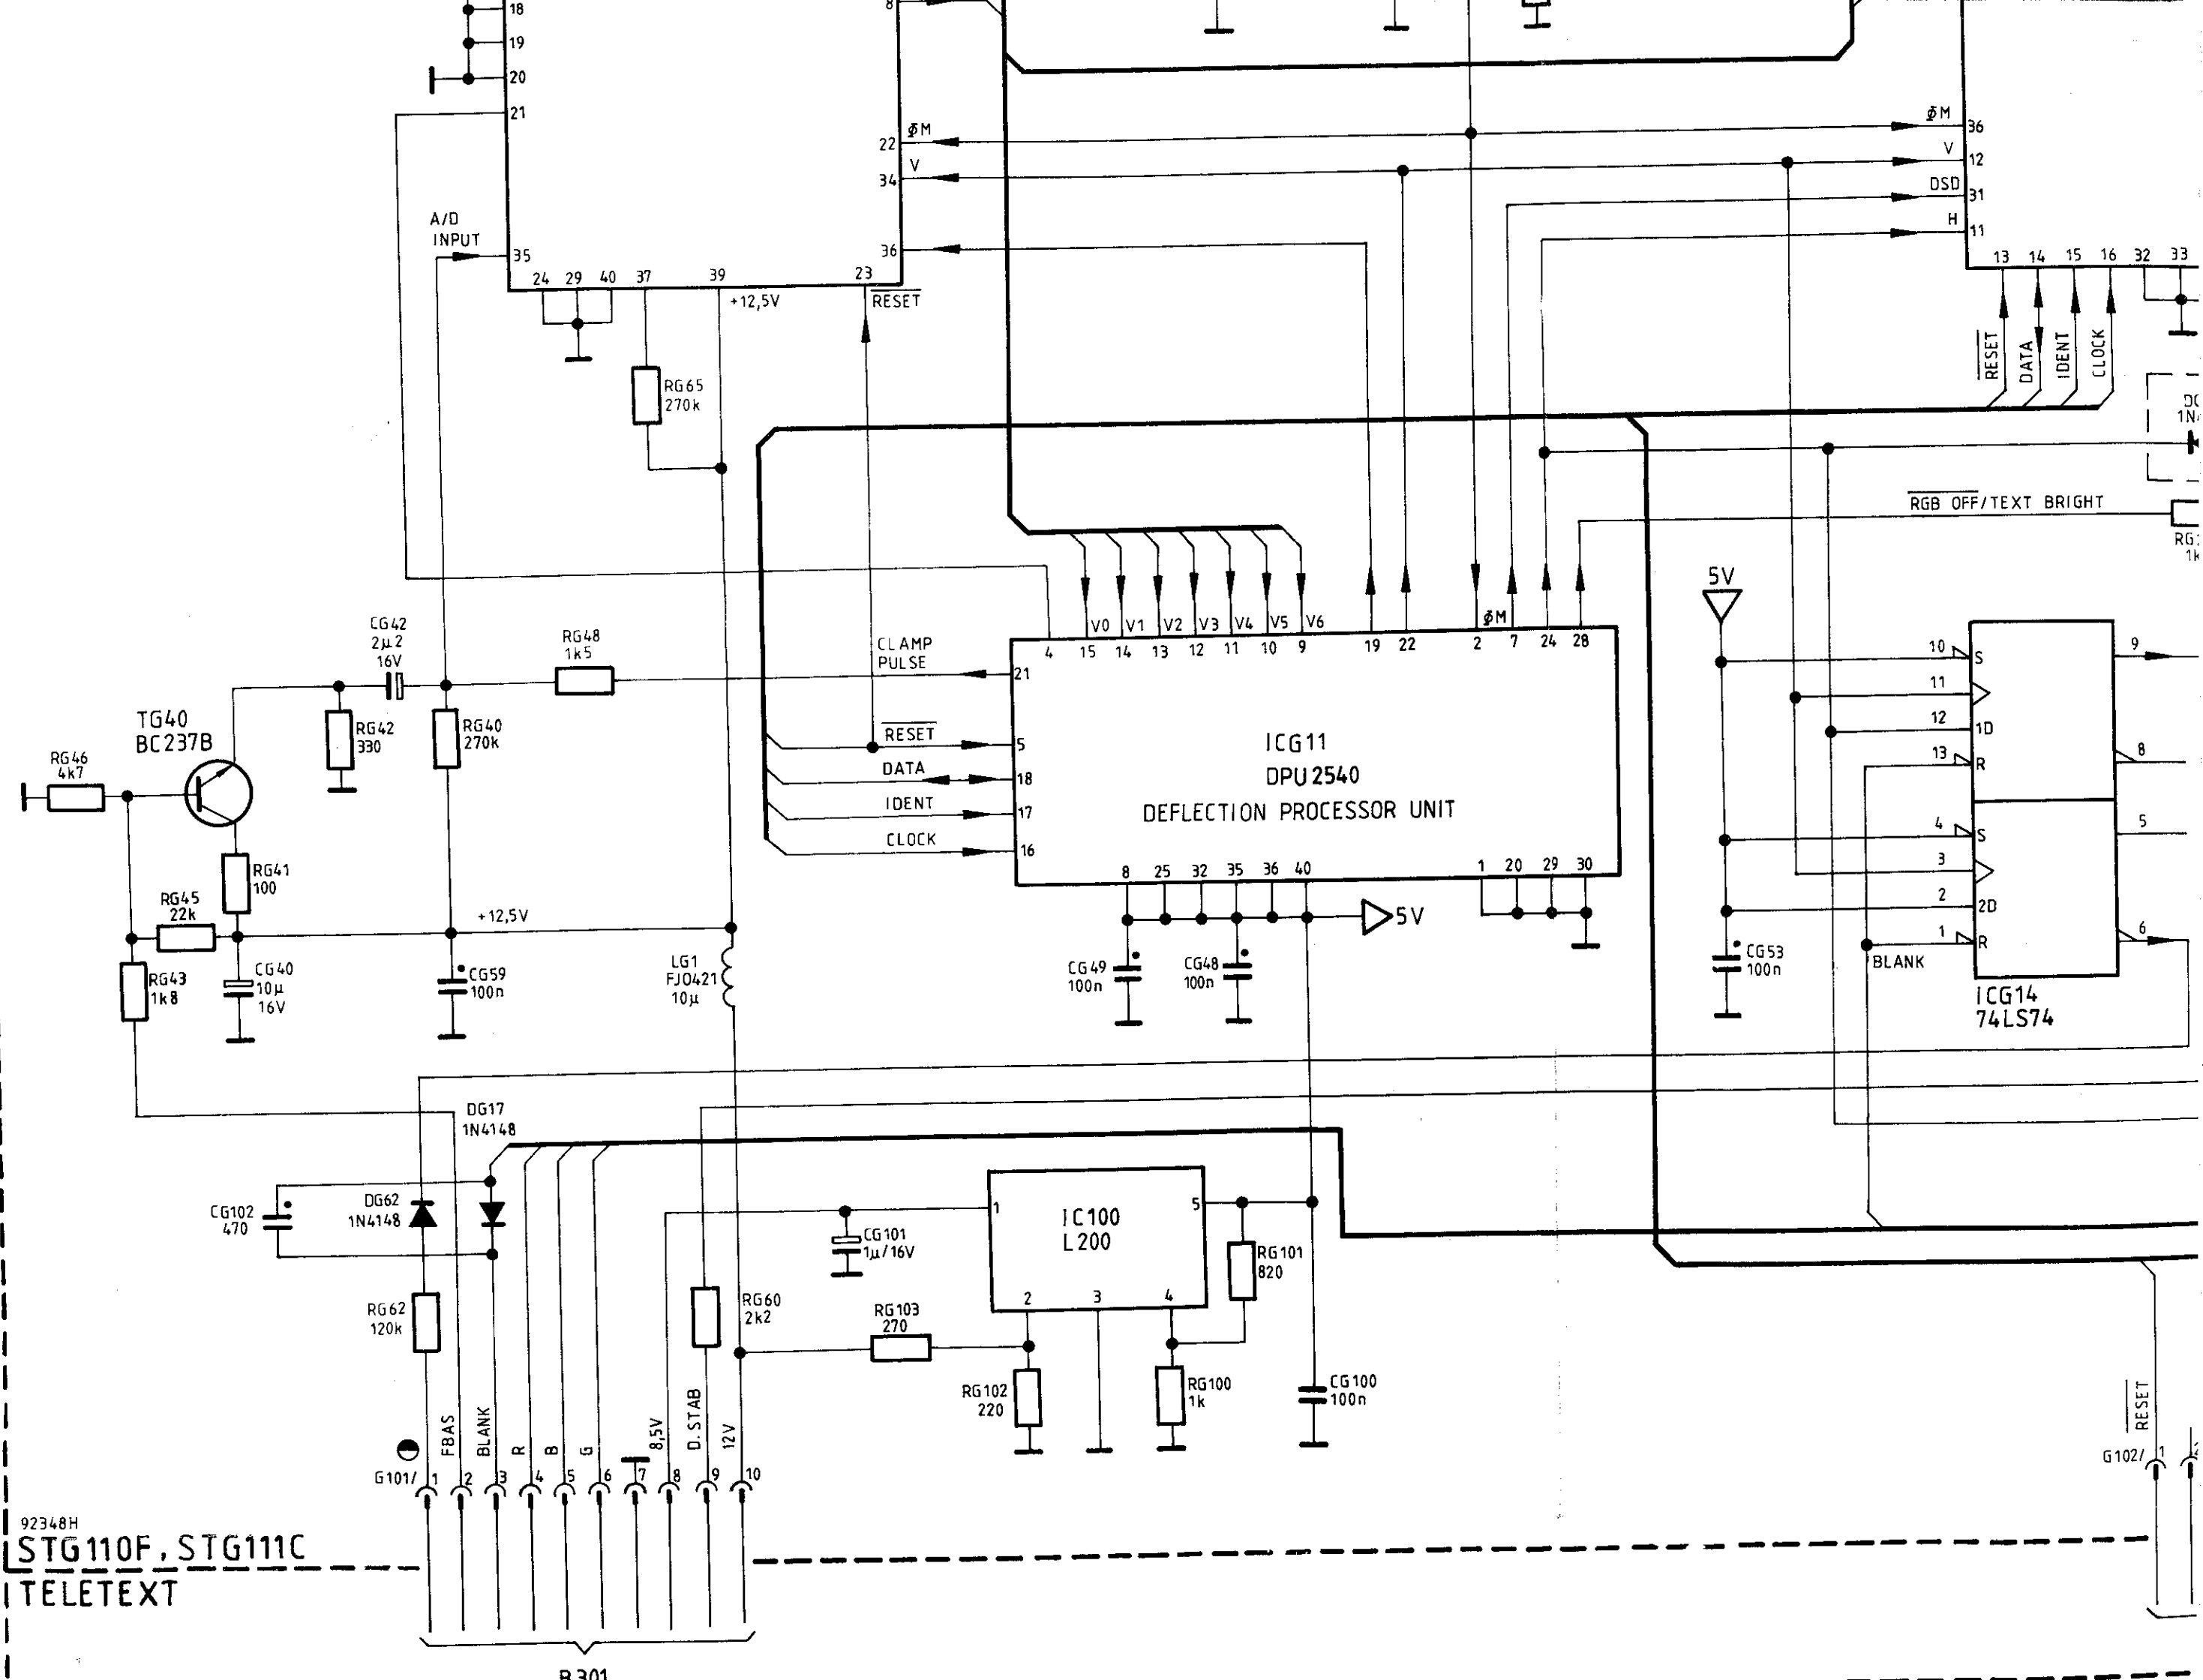 18
19
20
21
8
ΦM
22
V
34
36
ΦM
36
V
12
DSD
31
H
11
A/D
INPUT
35
24 29 40 37 39 23
+12,5V
RESET
13 14 15 16 32 33
RESET
DATA
IDENT
CLOCK
RG65
270k
RGB OFF/TEXT BRIGHT
5V
CG42
2μ2
16V
RG48
1k5
CLAMP
PULSE
V0 V1 V2 V3 V4 V5 V6 ΦM
4 15 14 13 12 11 10 9 19 22 2 7 24 28
21
TG40
BC237B
RG42
330
RG40
270k
RG46
4k7
RESET
5
DATA
18
IDENT
17
CLOCK
16
ICG11
DPU2540
DEFLECTION PROCESSOR UNIT
8 25 32 35 36 40 1 20 29 30
5V
10 S 9
11
12 1D
13 R 8
4 S 5
3
2 2D
1 R 6
BLANK
ICG14
74LS74
CG53
100n
RG41
100
RG45
22k
+12,5V
RG43
1k8
CG40
10μ
16V
CG59
100n
LG1
FJ0421
10μ
CG49
100n
CG48
100n
DG17
1N4148
CG102
470
DG62
1N4148
RG62
120k
CG101
1μ/16V
1
IC100
L200
5
2 3 4
RG101
820
RG60
2k2
RG103
270
RG102
220
RG100
1k
CG100
100n
FBAS
BLANK
R
B
G
8,5V
D.STAB
12V
G101/ 1 2 3 4 5 6 7 8 9 10
RESET
G102/ 1
92348H
STG110F, STG111C
TELETEXT
B301